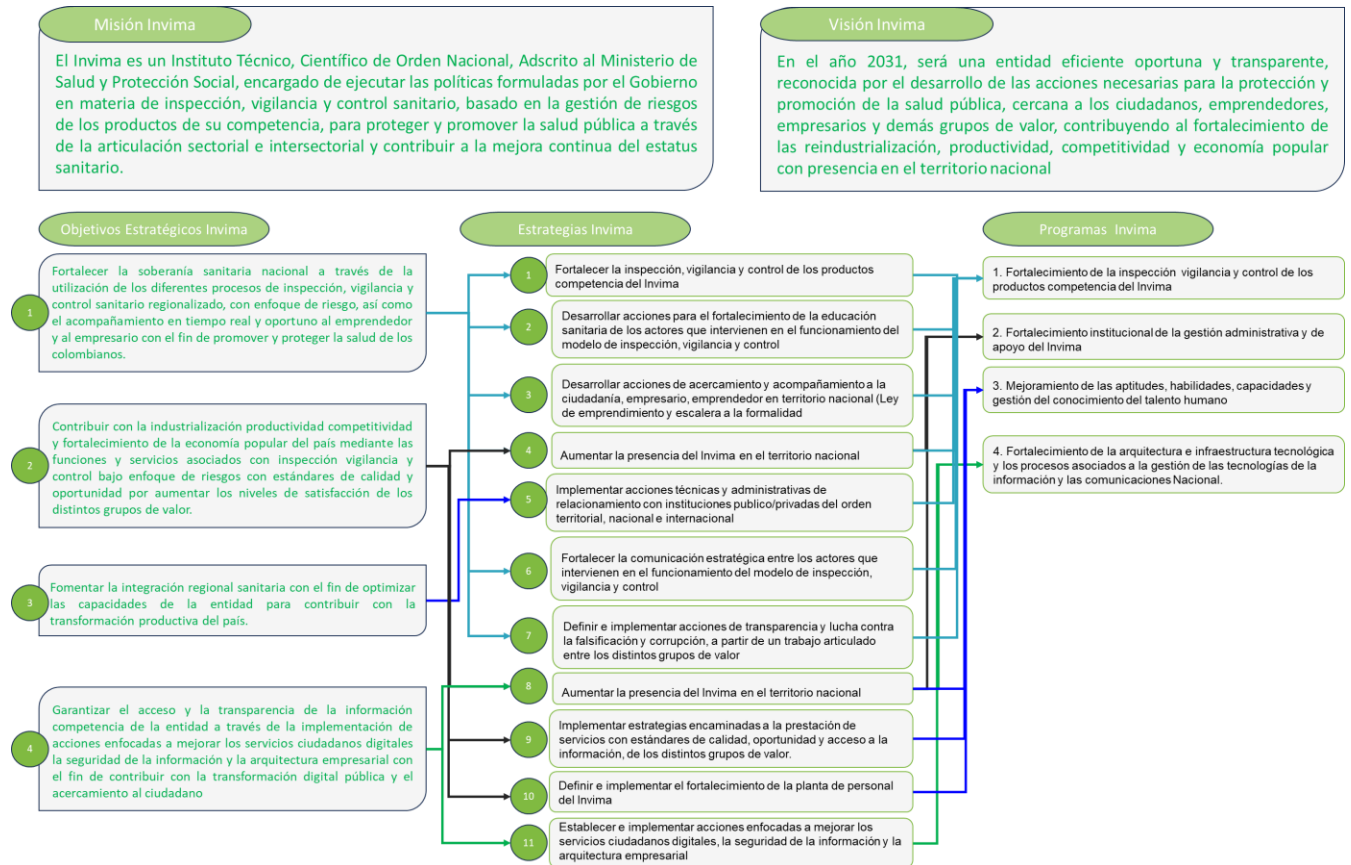 Misión Invima
El Invima es un Instituto Técnico, Científico de Orden Nacional, Adscrito al Ministerio de
Salud y Protección Social, encargado de ejecutar las políticas formuladas por el Gobierno
en materia de inspección, vigilancia y control sanitario, basado en la gestión de riesgos
de los productos de su competencia, para proteger y promover la salud pública a través
de la articulación sectorial e intersectorial y contribuir a la mejora continua del estatus
sanitario.
Visión Invima
En el año 2031, será una entidad eficiente oportuna y transparente,
reconocida por el desarrollo de las acciones necesarias para la protección y
promoción de la salud pública, cercana a los ciudadanos, emprendedores,
empresarios y demás grupos de valor, contribuyendo al fortalecimiento de
las reindustrialización, productividad, competitividad y economía popular
con presencia en el territorio nacional
Objetivos Estratégicos Invima
1
Fortalecer la soberanía sanitaria nacional a través de la
utilización de los diferentes procesos de inspección, vigilancia y
control sanitario regionalizado, con enfoque de riesgo, así como
el acompañamiento en tiempo real y oportuno al emprendedor
y al empresario con el fin de promover y proteger la salud de los
colombianos.
2
Contribuir con la industrialización productividad competitividad
y fortalecimiento de la economía popular del país mediante las
funciones y servicios asociados con inspección vigilancia y
control bajo enfoque de riesgos con estándares de calidad y
oportunidad por aumentar los niveles de satisfacción de los
distintos grupos de valor.
3
Fomentar la integración regional sanitaria con el fin de optimizar
las capacidades de la entidad para contribuir con la
transformación productiva del país.
4
Garantizar el acceso y la transparencia de la información
competencia de la entidad a través de la implementación de
acciones enfocadas a mejorar los servicios ciudadanos digitales
la seguridad de la información y la arquitectura empresarial con
el fin de contribuir con la transformación digital pública y el
acercamiento al ciudadano
Estrategias Invima
1
Fortalecer la inspección, vigilancia y control de los productos
competencia del Invima
2
Desarrollar acciones para el fortalecimiento de la educación
sanitaria de los actores que intervienen en el funcionamiento del
modelo de inspección, vigilancia y control
3
Desarrollar acciones de acercamiento y acompañamiento a la
ciudadanía, empresario, emprendedor en territorio nacional (Ley
de emprendimiento y escalera a la formalidad
4
Aumentar la presencia del Invima en el territorio nacional
5
Implementar acciones técnicas y administrativas de
relacionamiento con instituciones publico/privadas del orden
territorial, nacional e internacional
6
Fortalecer la comunicación estratégica entre los actores que
intervienen en el funcionamiento del modelo de inspección,
vigilancia y control
7
Definir e implementar acciones de transparencia y lucha contra
la falsificación y corrupción, a partir de un trabajo articulado
entre los distintos grupos de valor
8
Aumentar la presencia del Invima en el territorio nacional
9
Implementar estrategias encaminadas a la prestación de
servicios con estándares de calidad, oportunidad y acceso a la
información, de los distintos grupos de valor.
10
Definir e implementar el fortalecimiento de la planta de personal
del Invima
11
Establecer e implementar acciones enfocadas a mejorar los
servicios ciudadanos digitales, la seguridad de la información y la
arquitectura empresarial
Programas Invima
1. Fortalecimiento de la inspección vigilancia y control de los
productos competencia del Invima
2. Fortalecimiento institucional de la gestión administrativa y de
apoyo del Invima
3. Mejoramiento de las aptitudes, habilidades, capacidades y
gestión del conocimiento del talento humano
4. Fortalecimiento de la arquitectura e infraestructura tecnológica
y los procesos asociados a la gestión de las tecnologías de la
información y las comunicaciones Nacional.